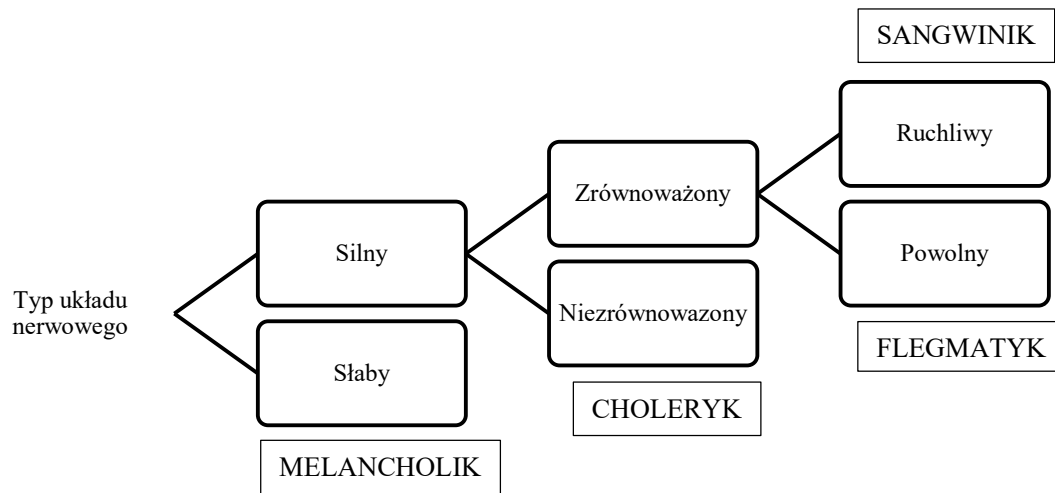 SANGWINIK
Ruchliwy
Zrównoważony
Silny
Powolny
Typ układu
nerwowego
Niezrównowazony
FLEGMATYK
Słaby
CHOLERYK
MELANCHOLIK